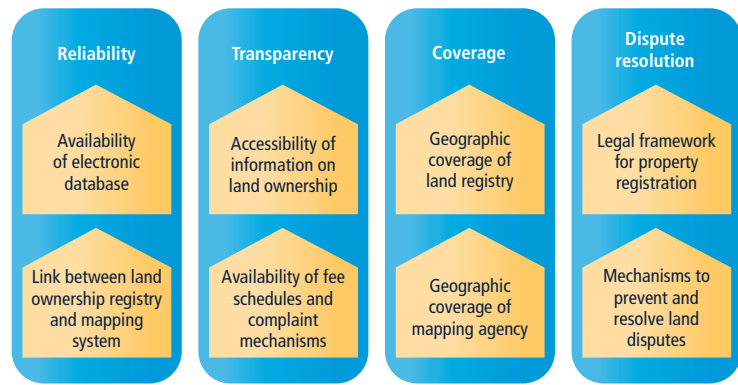 Reliability
Availability
of electronic
database
Link between land
ownership registry
and mapping
system
Transparency
Accessibility of
information on
land ownership
Availability of fee
schedules and
complaint
mechanisms
Coverage
Geographic
coverage of
land registry
Geographic
coverage of
mapping agency
Dispute
resolution
Legal framework
for property
registration
Mechanisms to
prevent and
resolve land
disputes